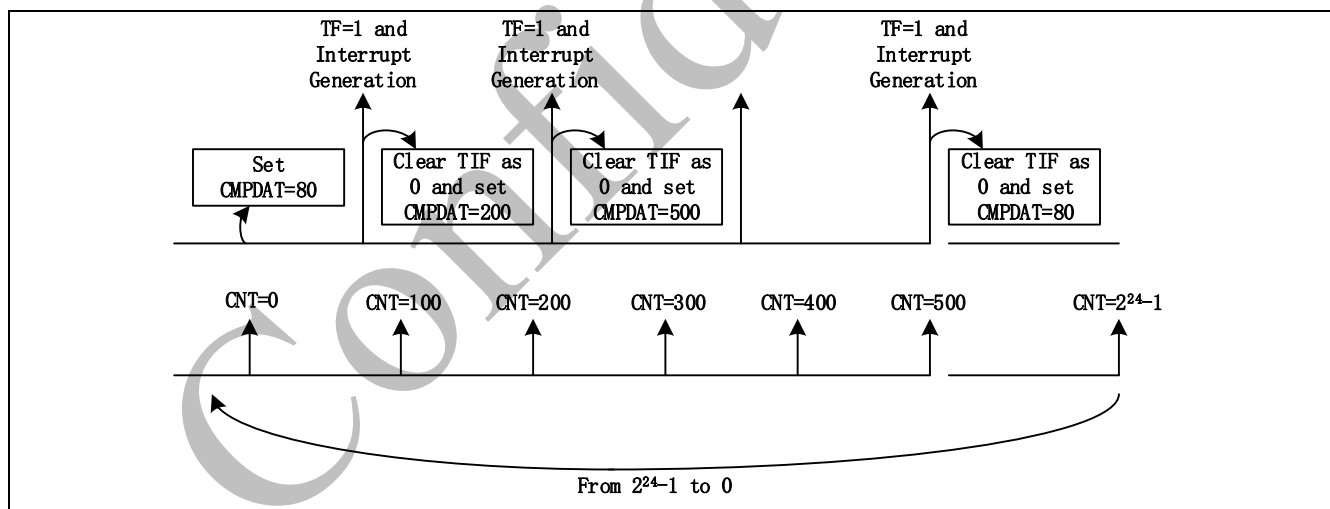 TF=1 and
Interrupt
Generation
TF=1 and
Interrupt
Generation
TF=1 and
Interrupt
Generation
Set
CMPDAT=80
Clear TIF as
0 and set
CMPDAT=200
Clear TIF as
0 and set
CMPDAT=500
Clear TIF as
0 and set
CMPDAT=80
CNT=0 CNT=100 CNT=200 CNT=300 CNT=400 CNT=500 CNT=2²⁴-1
From 2²⁴-1 to 0
Confid